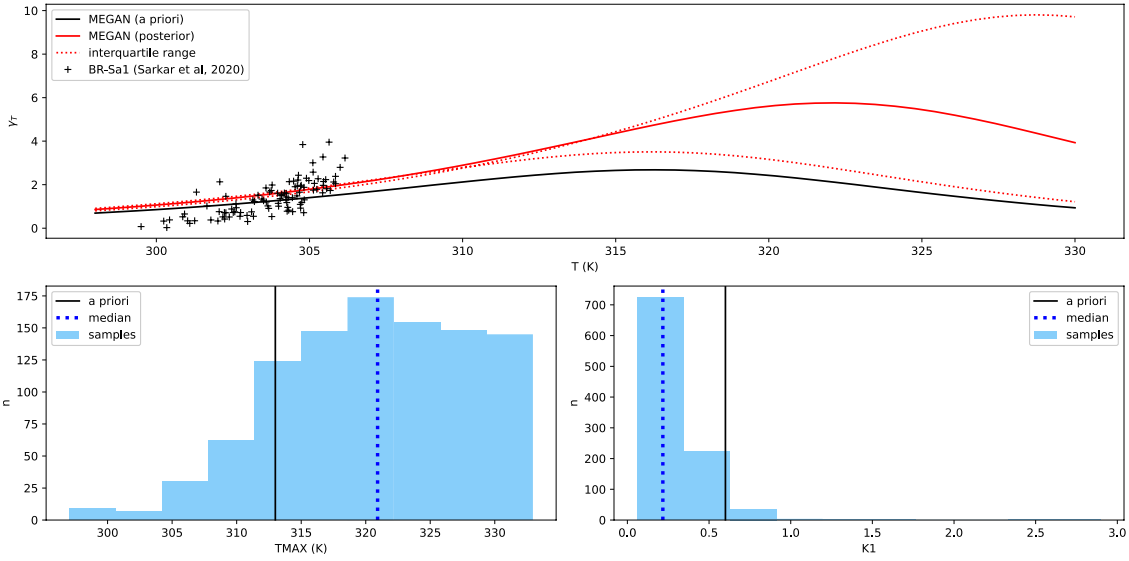 10
8
6
4
2
0
γT
MEGAN (a priori)
MEGAN (posterior)
interquartile range
BR-Sa1 (Sarkar et al, 2020)
300 305 310 315 320 325 330
T (K)
175
150
125
100
75
50
25
0
n
a priori
median
samples
300 305 310 315 320 325 330
TMAX (K)
700
600
500
400
300
200
100
0
n
a priori
median
samples
0.0 0.5 1.0 1.5 2.0 2.5 3.0
K1